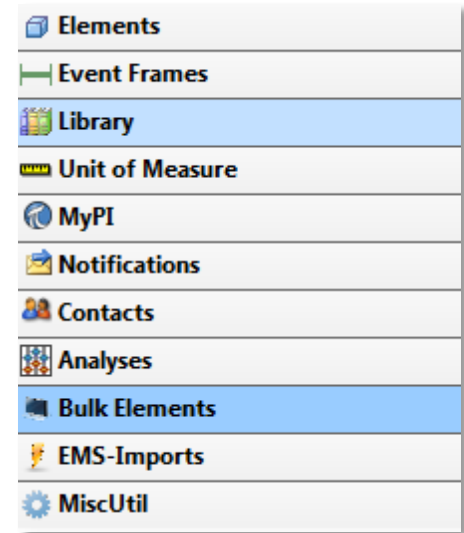 Elements
Event Frames
Library
Unit of Measure
MyPI
Notifications
Contacts
Analyses
Bulk Elements
EMS-Imports
MiscUtil